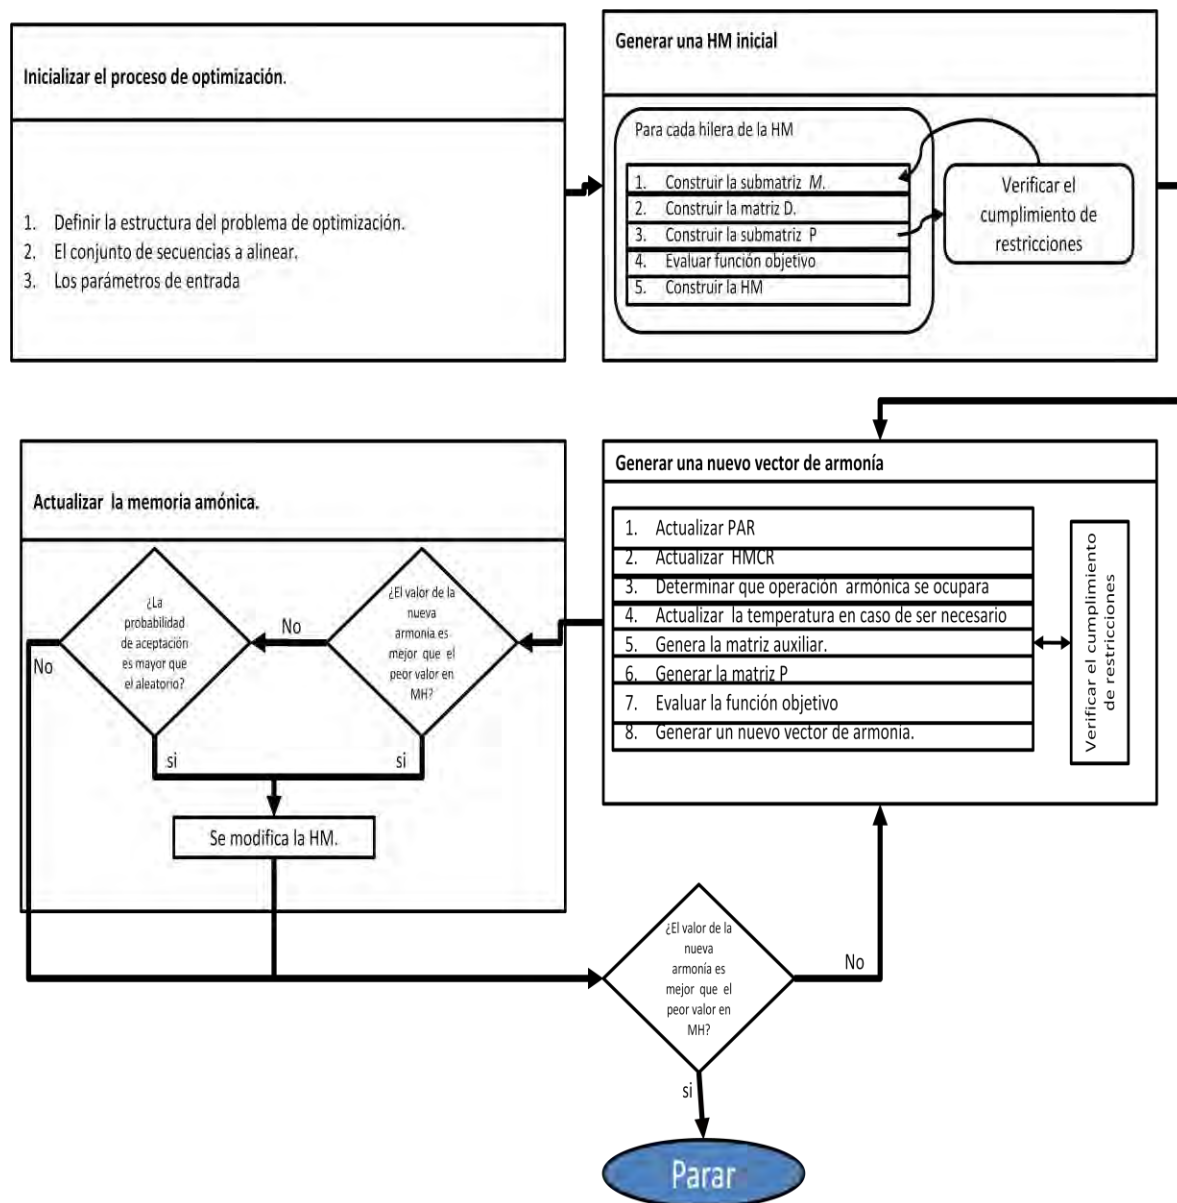 Inicializar el proceso de optimización.
1. Definir la estructura del problema de optimización.
2. El conjunto de secuencias a alinear.
3. Los parámetros de entrada
Generar una HM inicial
Para cada hilera de la HM
1. Construir la submatriz M.
2. Construir la matriz D.
3. Construir la submatriz P
4. Evaluar función objetivo
5. Construir la HM
Verificar el
cumplimiento de
restricciones
Generar una nuevo vector de armonía
1. Actualizar PAR
2. Actualizar HMCR
3. Determinar que operación armónica se ocupara
4. Actualizar la temperatura en caso de ser necesario
5. Genera la matriz auxiliar.
6. Generar la matriz P
7. Evaluar la función objetivo
8. Generar un nuevo vector de armonía.
Verificar el cumplimiento
de restricciones
Actualizar la memoria amónica.
¿El valor de la
nueva
armonía es
mejor que el
peor valor en
MH?
No
¿La
probabilidad
de aceptación
es mayor que
el aleatorio?
No
si
si
Se modifica la HM.
¿El valor de la
nueva
armonía es
mejor que el
peor valor en
MH?
No
si
Parar